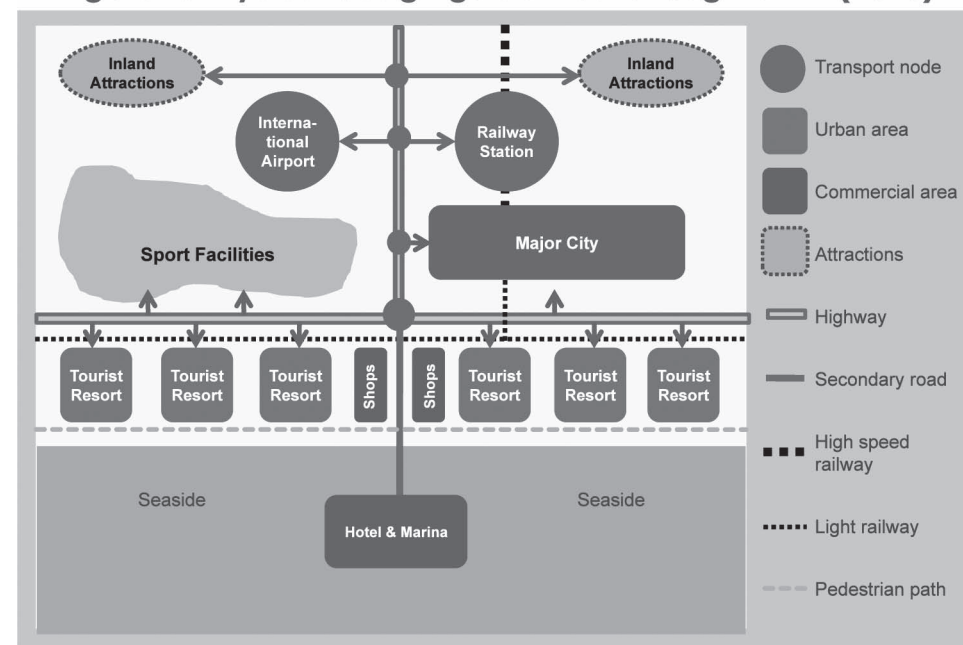 Inland
Attractions
Inland
Attractions
Interna-
tional
Airport
Railway
Station
Sport Facilities
Major City
Tourist
Resort
Tourist
Resort
Tourist
Resort
Shops
Shops
Tourist
Resort
Tourist
Resort
Tourist
Resort
Seaside
Seaside
Hotel & Marina
Transport node
Urban area
Commercial area
Attractions
Highway
Secondary road
High speed
railway
Light railway
Pedestrian path